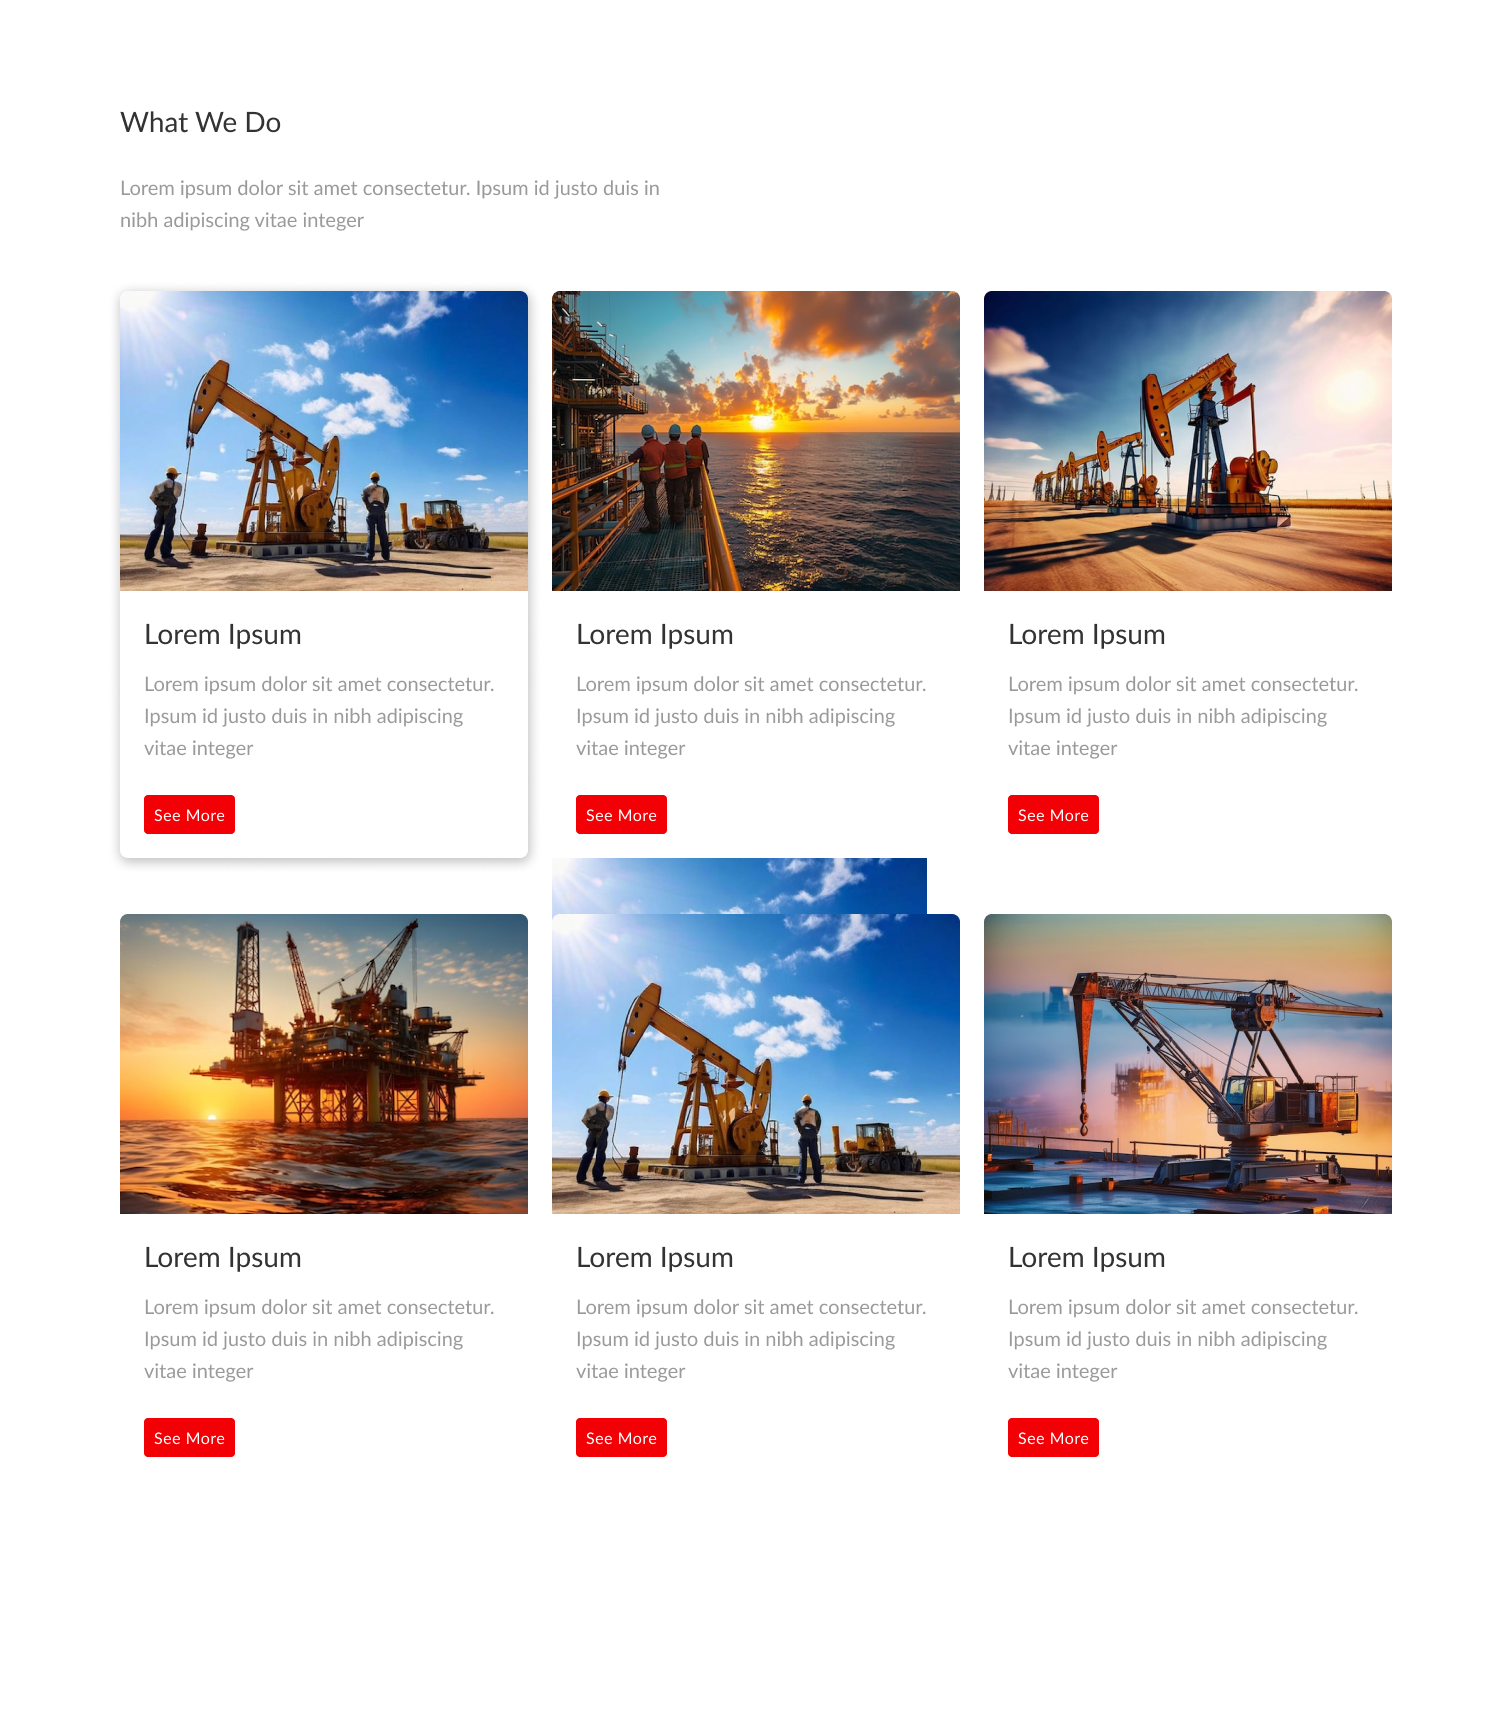 What We Do
Lorem ipsum dolor sit amet consectetur. Ipsum id justo duis in
nibh adipiscing vitae integer
Lorem Ipsum
Lorem ipsum dolor sit amet consectetur.
Ipsum id justo duis in nibh adipiscing
vitae integer
See More
Lorem Ipsum
Lorem ipsum dolor sit amet consectetur.
Ipsum id justo duis in nibh adipiscing
vitae integer
See More
Lorem Ipsum
Lorem ipsum dolor sit amet consectetur.
Ipsum id justo duis in nibh adipiscing
vitae integer
See More
Lorem Ipsum
Lorem ipsum dolor sit amet consectetur.
Ipsum id justo duis in nibh adipiscing
vitae integer
See More
Lorem Ipsum
Lorem ipsum dolor sit amet consectetur.
Ipsum id justo duis in nibh adipiscing
vitae integer
See More
Lorem Ipsum
Lorem ipsum dolor sit amet consectetur.
Ipsum id justo duis in nibh adipiscing
vitae integer
See More